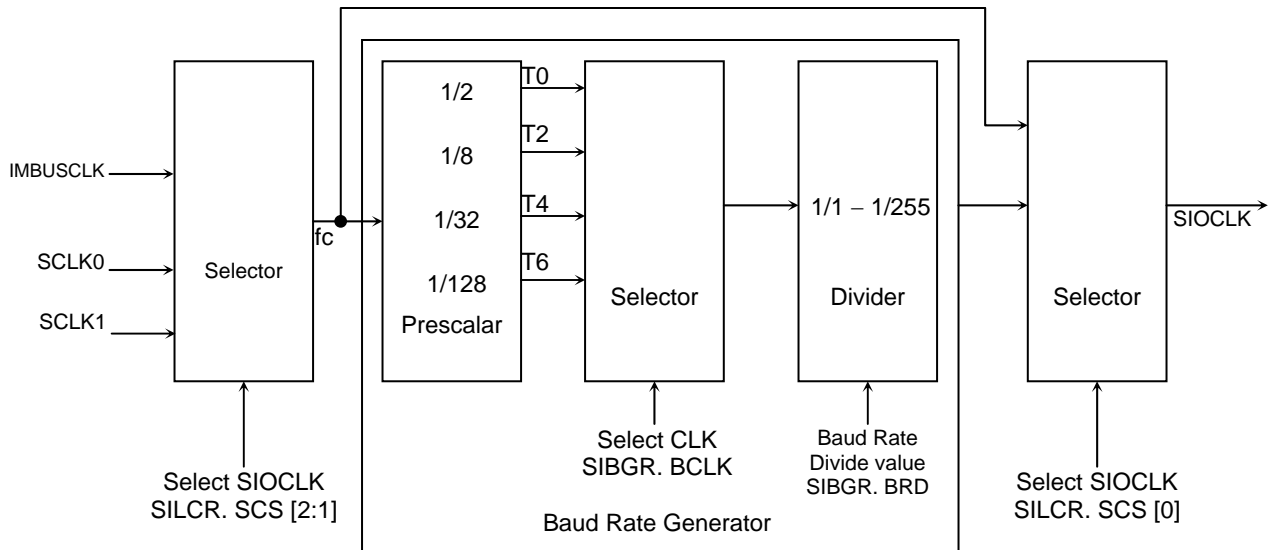 IMBUSCLK
SCLK0
SCLK1
Selector
Select SIOCLK
SILCR. SCS [2:1]
fc
1/2
1/8
1/32
1/128
Prescalar
T0
T2
T4
T6
Selector
Select CLK
SIBGR. BCLK
1/1 – 1/255
Divider
Baud Rate
Divide value
SIBGR. BRD
Baud Rate Generator
Selector
Select SIOCLK
SILCR. SCS [0]
SIOCLK